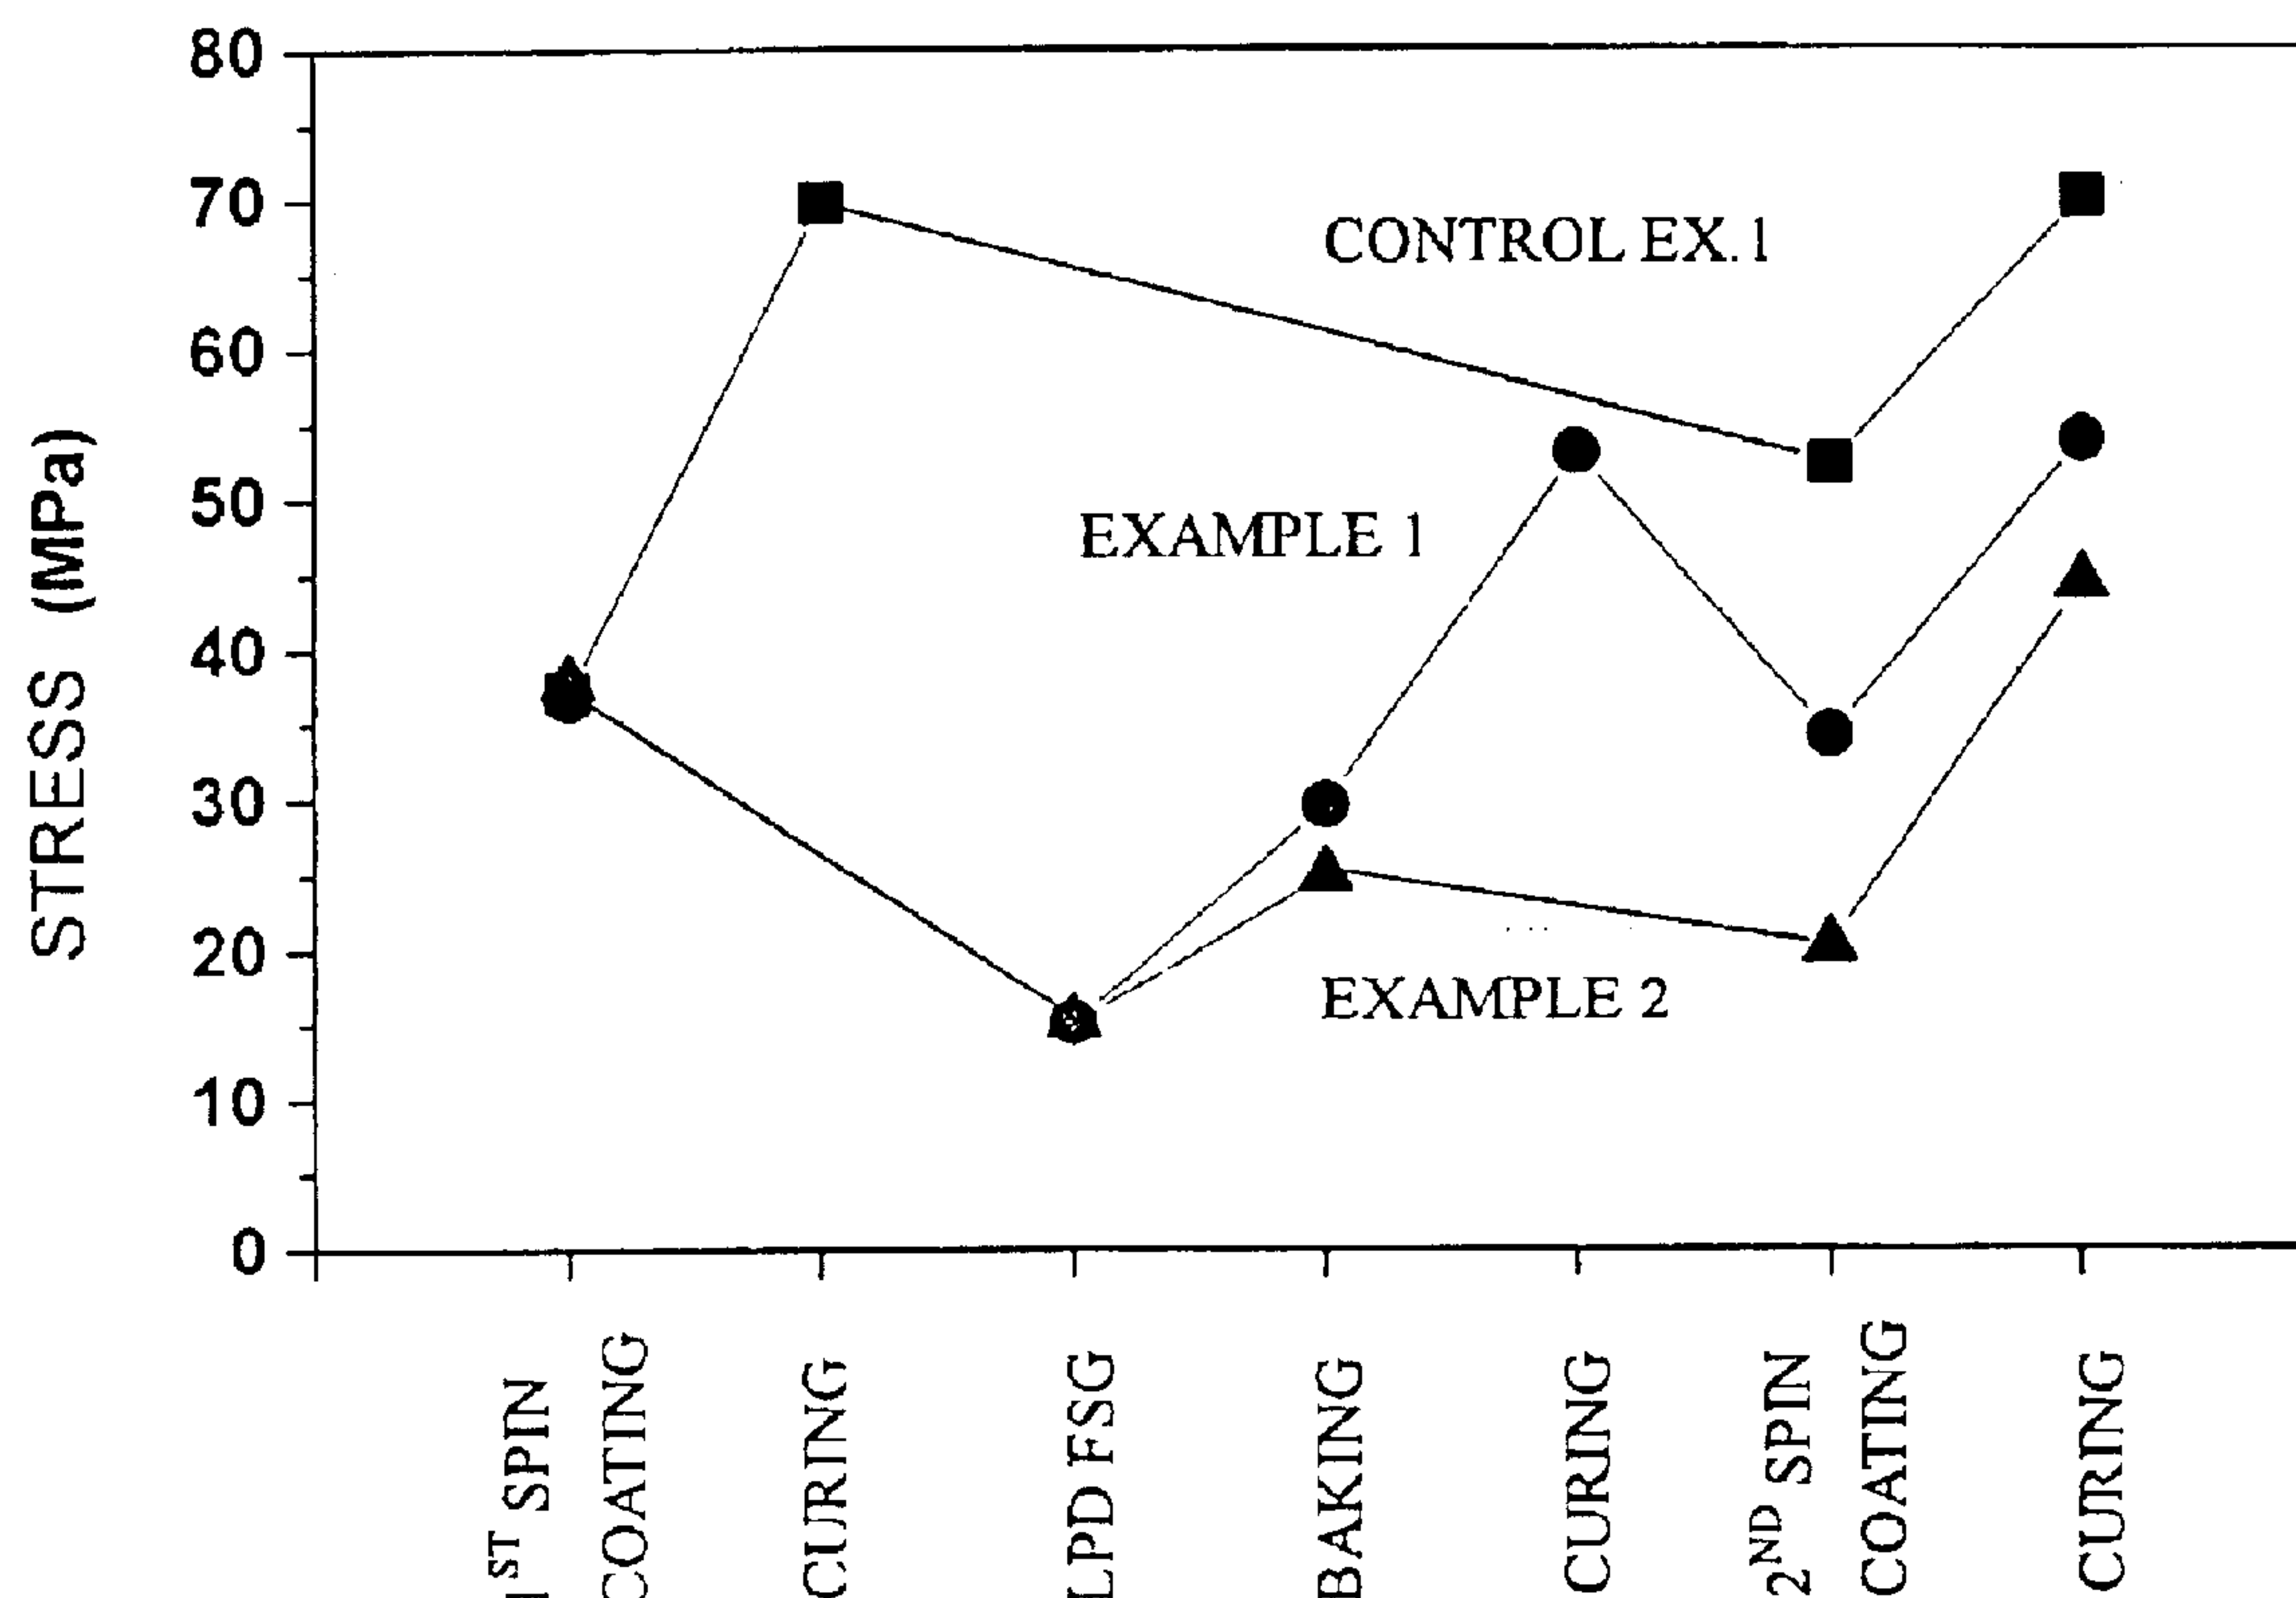 80
70
60
50
40
30
20
10
0
STRESS (MPa)
CONTROL EX. 1
EXAMPLE 1
EXAMPLE 2
1ST SPIN
COATING
CURING
LPD FSG
BAKING
CURING
2ND SPIN
COATING
CURING